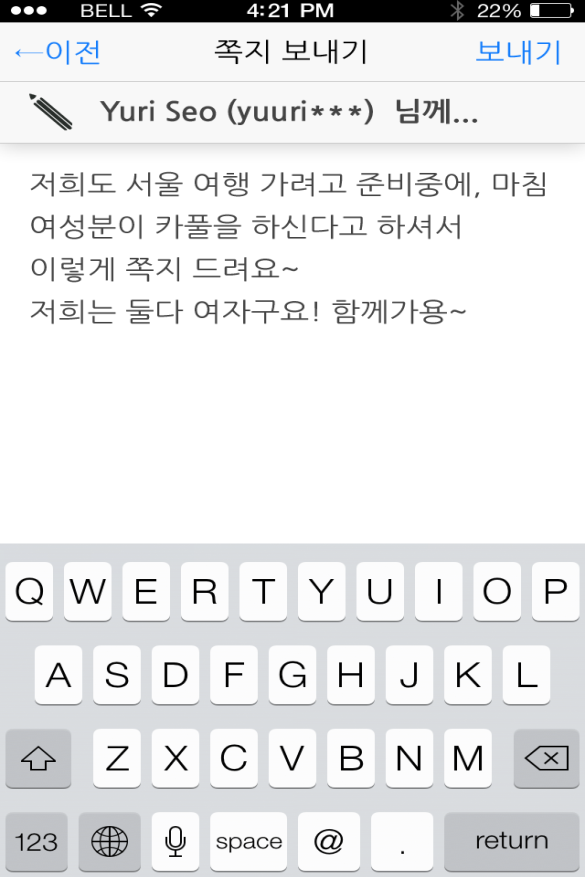 BELL 4:21 PM 22%
←이전 쪽지 보내기 보내기
Yuri Seo (yuuri***) 님께...
저희도 서울 여행 가려고 준비중에, 마침
여성분이 카풀을 하신다고 하셔서
이렇게 쪽지 드려요~
저희는 둘다 여자구요! 함께가용~
Q W E R T Y U I O P
A S D F G H J K L
Z X C V B N M
123 space @ . return